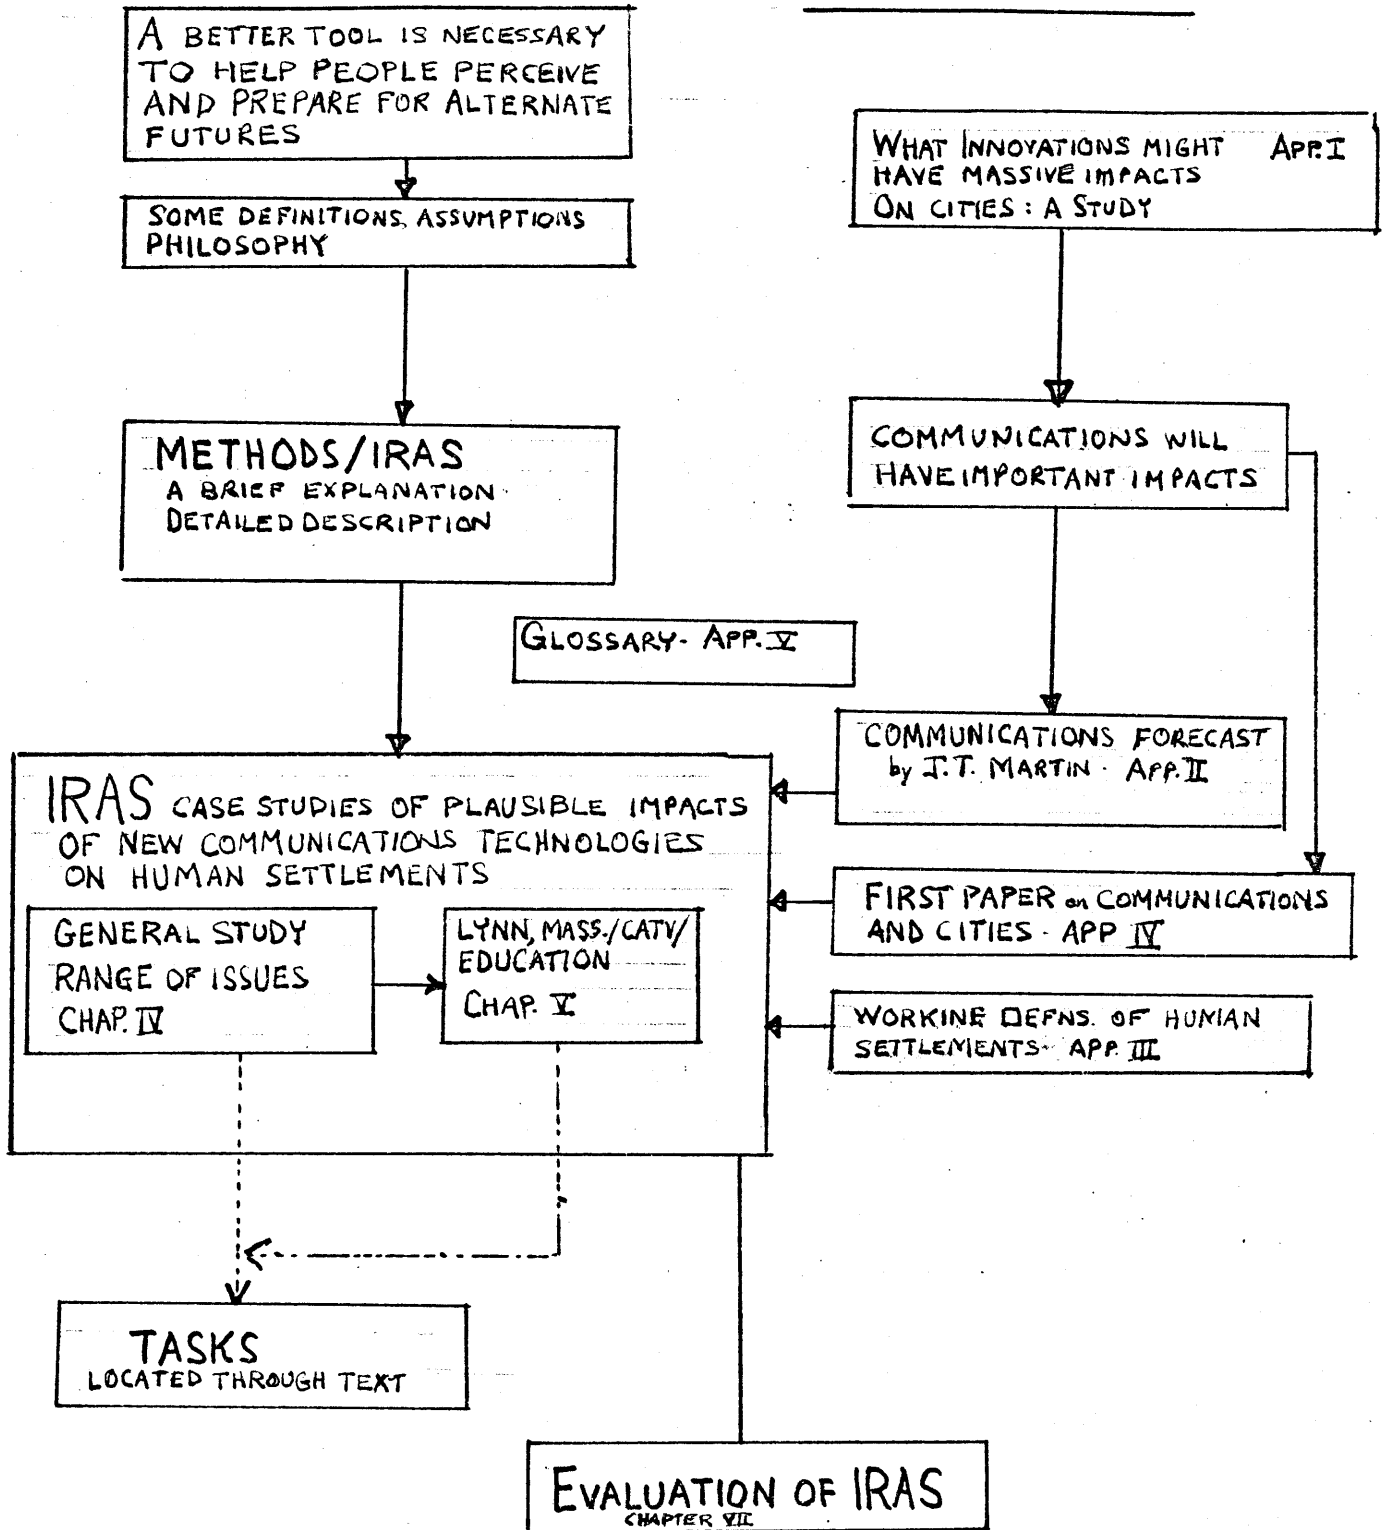 A BETTER TOOL IS NECESSARY
TO HELP PEOPLE PERCEIVE
AND PREPARE FOR ALTERNATE
FUTURES
SOME DEFINITIONS, ASSUMPTIONS
PHILOSOPHY
METHODS/IRAS
A BRIEF EXPLANATION
DETAILED DESCRIPTION
WHAT INNOVATIONS MIGHT APP. I
HAVE MASSIVE IMPACTS
ON CITIES: A STUDY
COMMUNICATIONS WILL
HAVE IMPORTANT IMPACTS
GLOSSARY- APP. V
COMMUNICATIONS FORECAST
by J.T. MARTIN - APP. II
IRAS CASE STUDIES OF PLAUSIBLE IMPACTS
OF NEW COMMUNICATIONS TECHNOLOGIES
ON HUMAN SETTLEMENTS
GENERAL STUDY
RANGE OF ISSUES
CHAP. IV
LYNN, MASS./CATV/
EDUCATION
CHAP. V
FIRST PAPER on COMMUNICATIONS
AND CITIES - APP IV
WORKINE DEFNS. OF HUMAN
SETTLEMENTS- APP. III
TASKS
LOCATED THROUGH TEXT
EVALUATION OF IRAS
CHAPTER VII